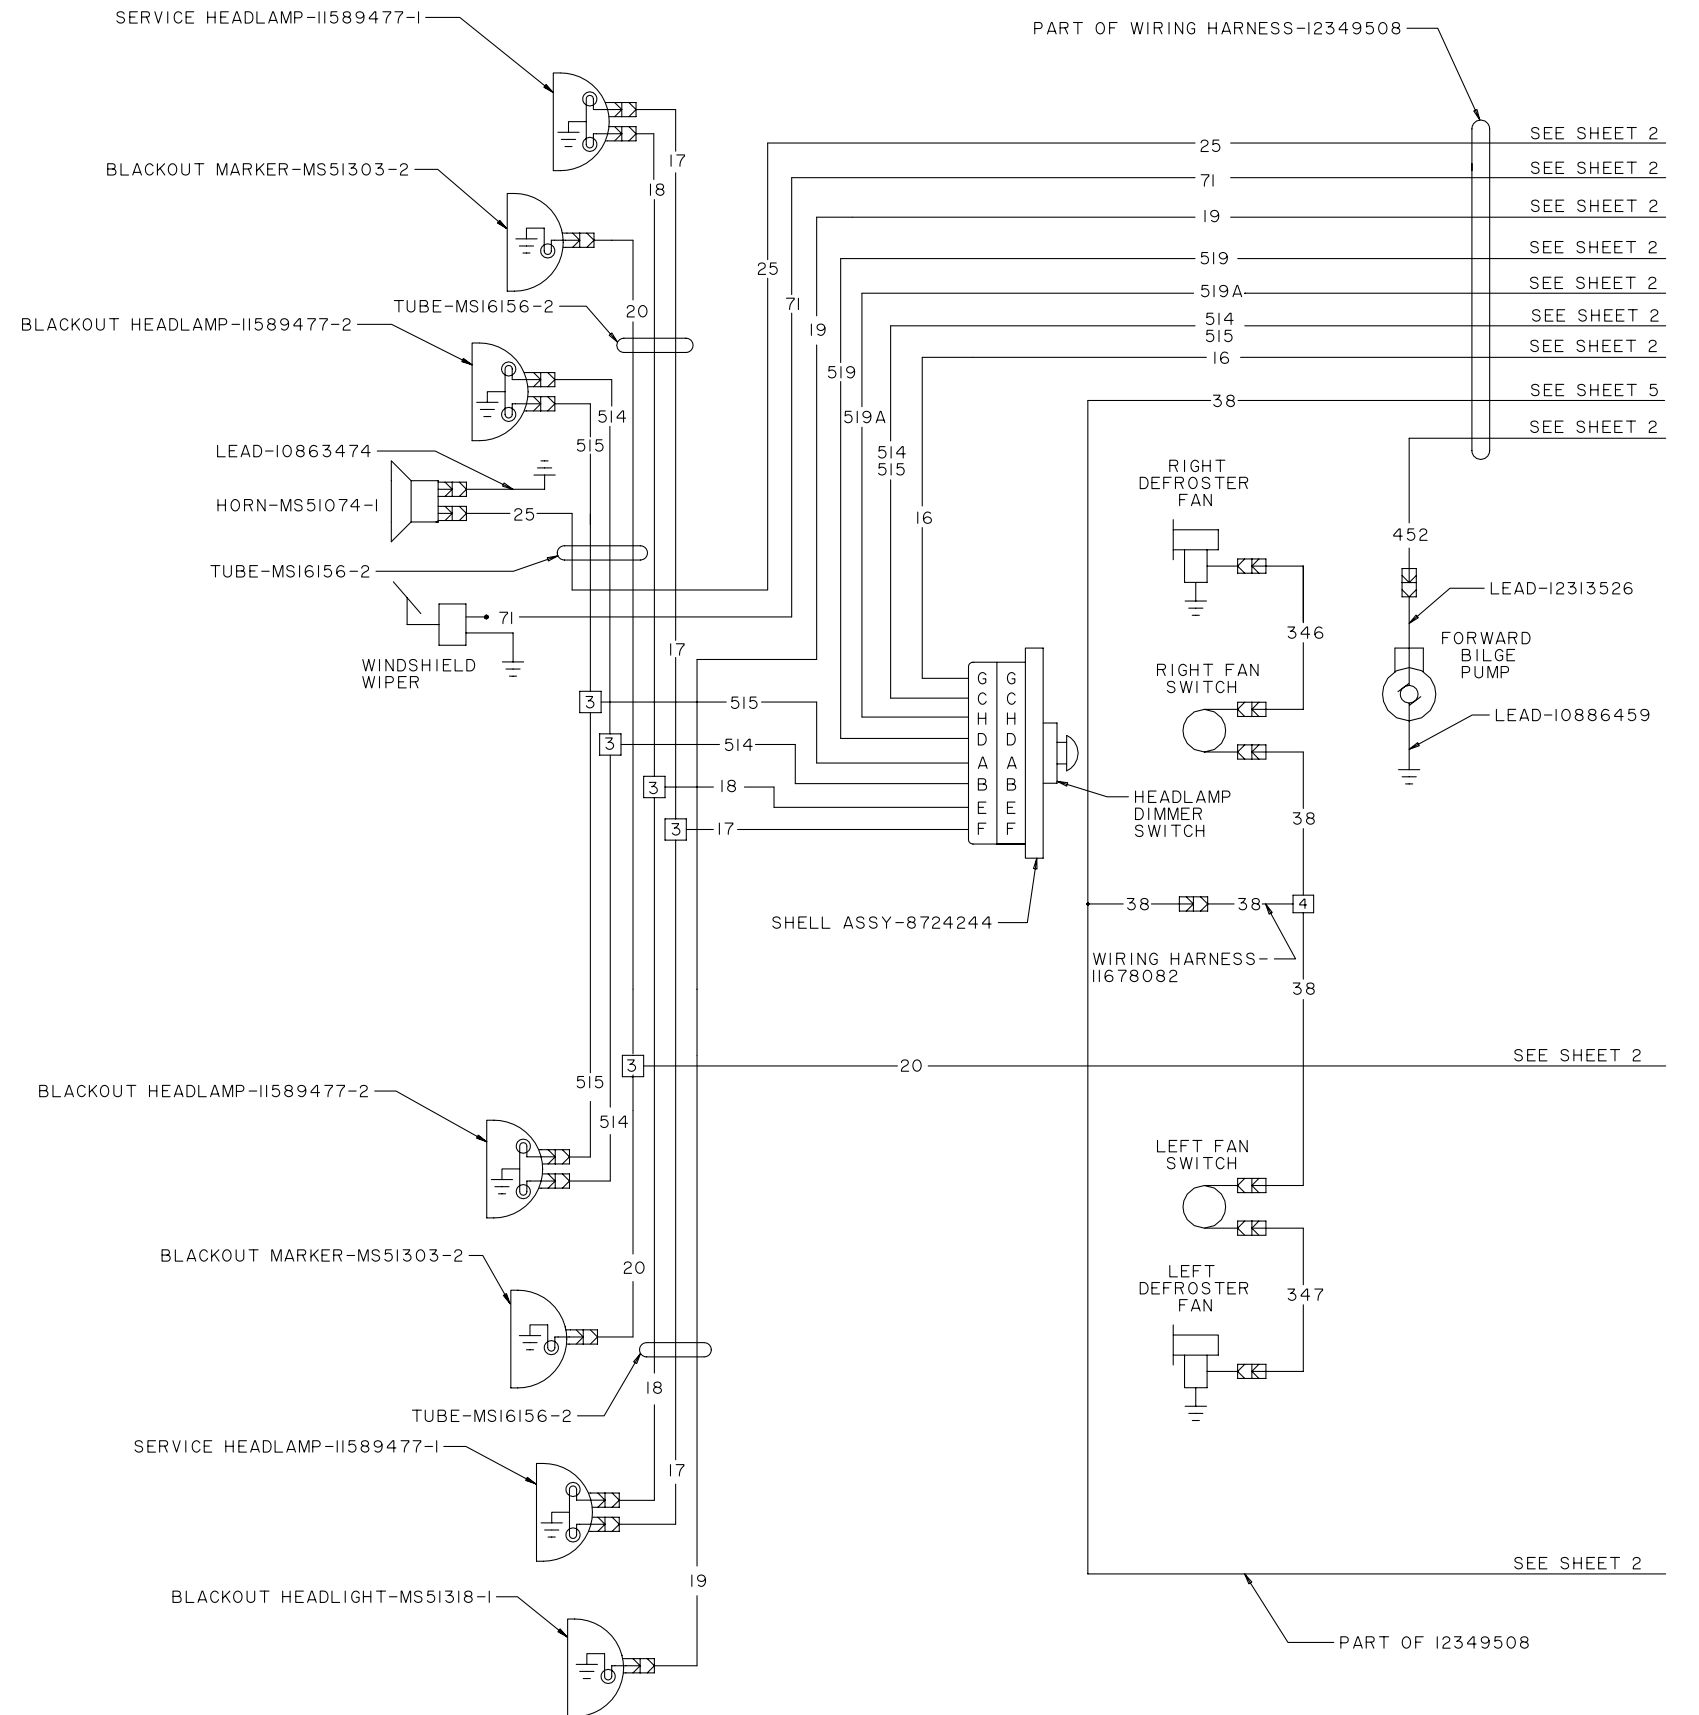 SERVICE HEADLAMP-11589477-1
PART OF WIRING HARNESS-12349508
SEE SHEET 2
25
17
BLACKOUT MARKER-MS51303-2
SEE SHEET 2
71
18
SEE SHEET 2
19
SEE SHEET 2
519
25
SEE SHEET 2
519A
TUBE-MS16156-2
71
20
BLACKOUT HEADLAMP-11589477-2
19
SEE SHEET 2
514
515
SEE SHEET 2
16
519
SEE SHEET 5
38
514
519A
SEE SHEET 2
515
LEAD-10863474
514
515
RIGHT
DEFROSTER
FAN
HORN-MS51074-1
25
16
452
TUBE-MS16156-2
LEAD-12313526
71
346
FORWARD
BILGE
PUMP
WINDSHIELD
WIPER
17
RIGHT FAN
SWITCH
G G
C C
H H
D D
A A
B B
E E
F F
3
515
LEAD-10886459
3
514
3
18
HEADLAMP
DIMMER
SWITCH
38
3
17
38
38
4
SHELL ASSY-8724244
WIRING HARNESS-
11678082
38
3
20
SEE SHEET 2
515
BLACKOUT HEADLAMP-11589477-2
514
LEFT FAN
SWITCH
BLACKOUT MARKER-MS51303-2
20
LEFT
DEFROSTER
FAN
347
18
TUBE-MS16156-2
SERVICE HEADLAMP-11589477-1
17
SEE SHEET 2
19
BLACKOUT HEADLIGHT-MS51318-1
PART OF 12349508